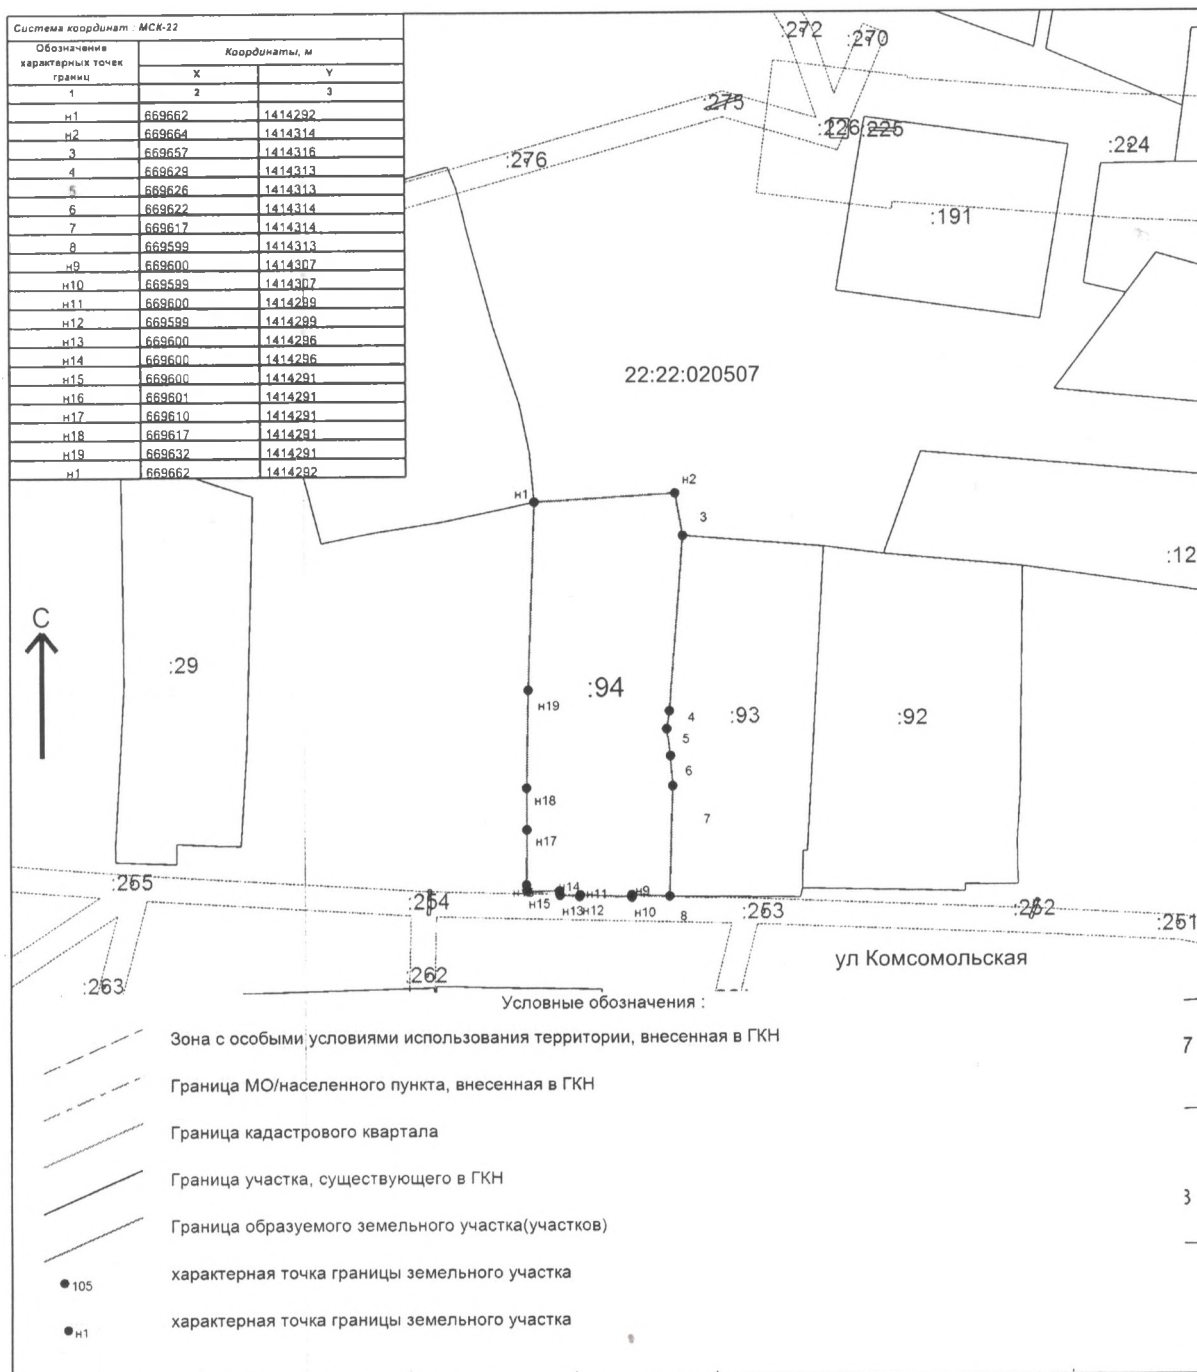 Система координат : МСК-22
Обозначение характерных точек границ
Координаты, м
X Y
1 2 3
н1 669662 1414292
н2 669664 1414314
3 669657 1414316
4 669629 1414313
5 669626 1414313
6 669622 1414314
7 669617 1414314
8 669599 1414313
н9 669600 1414307
н10 669599 1414307
н11 669600 1414299
н12 669599 1414299
н13 669600 1414296
н14 669600 1414296
н15 669600 1414291
н16 669601 1414291
н17 669610 1414291
н18 669617 1414291
н19 669632 1414291
н1 669662 1414292
:272
:270
:275
:226
:225
:276
:224
:191
22:22:020507
н1
н2
3
:12
С
:29
:94
н19
4
:93
:92
5
6
н18
7
н17
:265
:254
н14
н15
н13
н12
н11
н9
н10
8
:253
:252
:251
ул Комсомольская
:263
:262
Условные обозначения :
Зона с особыми условиями использования территории, внесенная в ГКН
7
Граница МО/населенного пункта, внесенная в ГКН
Граница кадастрового квартала
Граница участка, существующего в ГКН
Граница образуемого земельного участка(участков)
105 характерная точка границы земельного участка
н1 характерная точка границы земельного участка